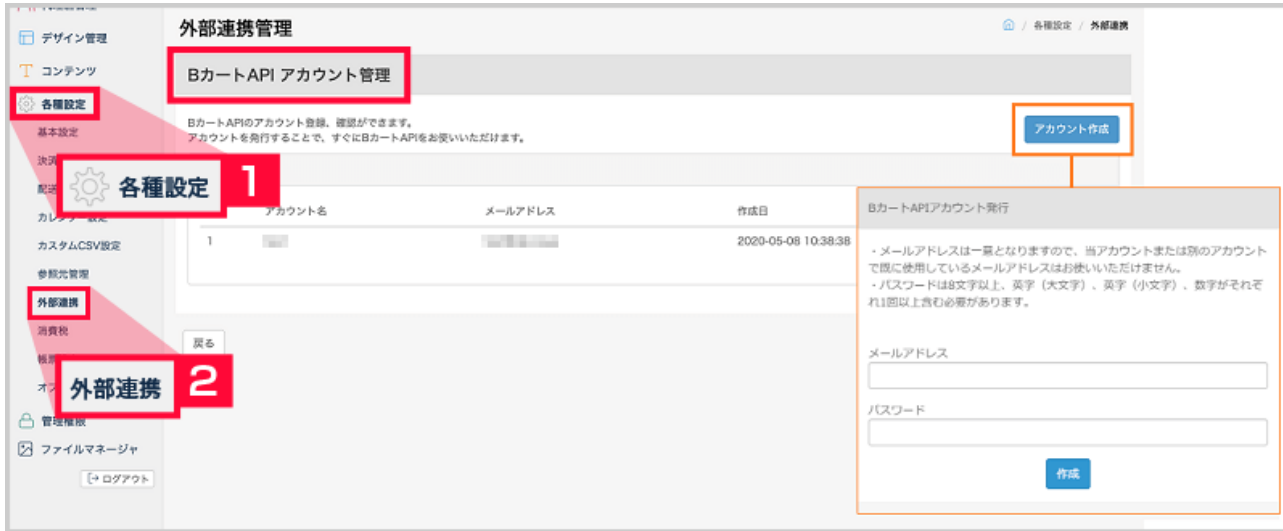 デザイン管理
コンテンツ
各種設定
基本設定
各種設定
1
カスタムCSV設定
参照元管理
外部連携
消費税
外部連携
2
管理権限
ファイルマネージャ
ログアウト
外部連携管理
/ 各種設定 / 外部連携
BカートAPI アカウント管理
BカートAPIのアカウント登録、確認ができます。
アカウントを発行することで、すぐにBカートAPIをお使いいただけます。
アカウント作成
アカウント名 メールアドレス 作成日
1 2020-05-08 10:38:38
戻る
BカートAPIアカウント発行
・メールアドレスは一意となりますので、当アカウントまたは別のアカウント
で既に使用しているメールアドレスはお使いいただけません。
・パスワードは8文字以上、英字（大文字）、英字（小文字）、数字がそれぞ
れ1回以上含む必要があります。
メールアドレス
パスワード
作成